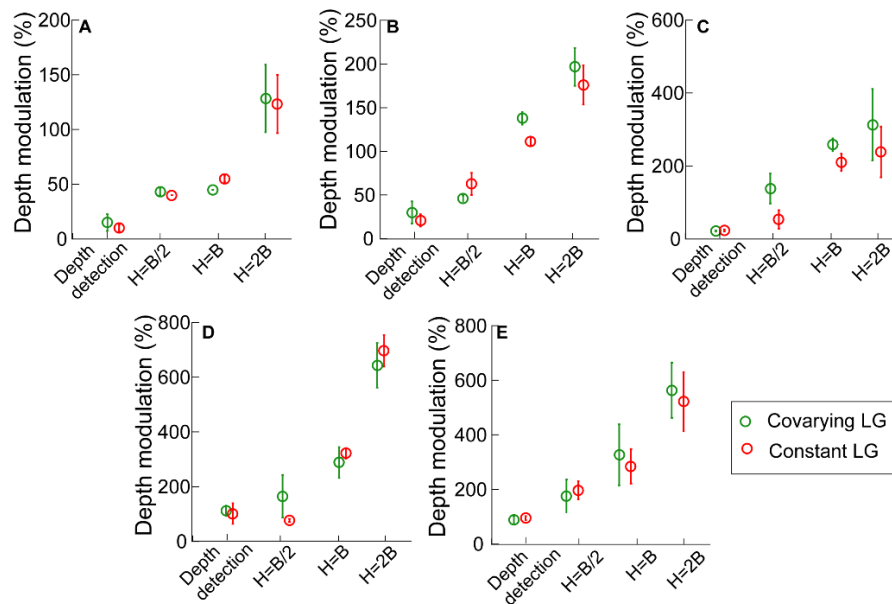 A
Depth modulation (%)
200
150
100
50
0
Depth
detection
H=B/2
H=B
H=2B
B
Depth modulation (%)
250
200
150
100
50
0
Depth
detection
H=B/2
H=B
H=2B
C
Depth modulation (%)
600
400
200
0
Depth
detection
H=B/2
H=B
H=2B
D
Depth modulation (%)
800
600
400
200
0
Depth
detection
H=B/2
H=B
H=2B
E
Depth modulation (%)
800
600
400
200
0
Depth
detection
H=B/2
H=B
H=2B
Covarying LG
Constant LG